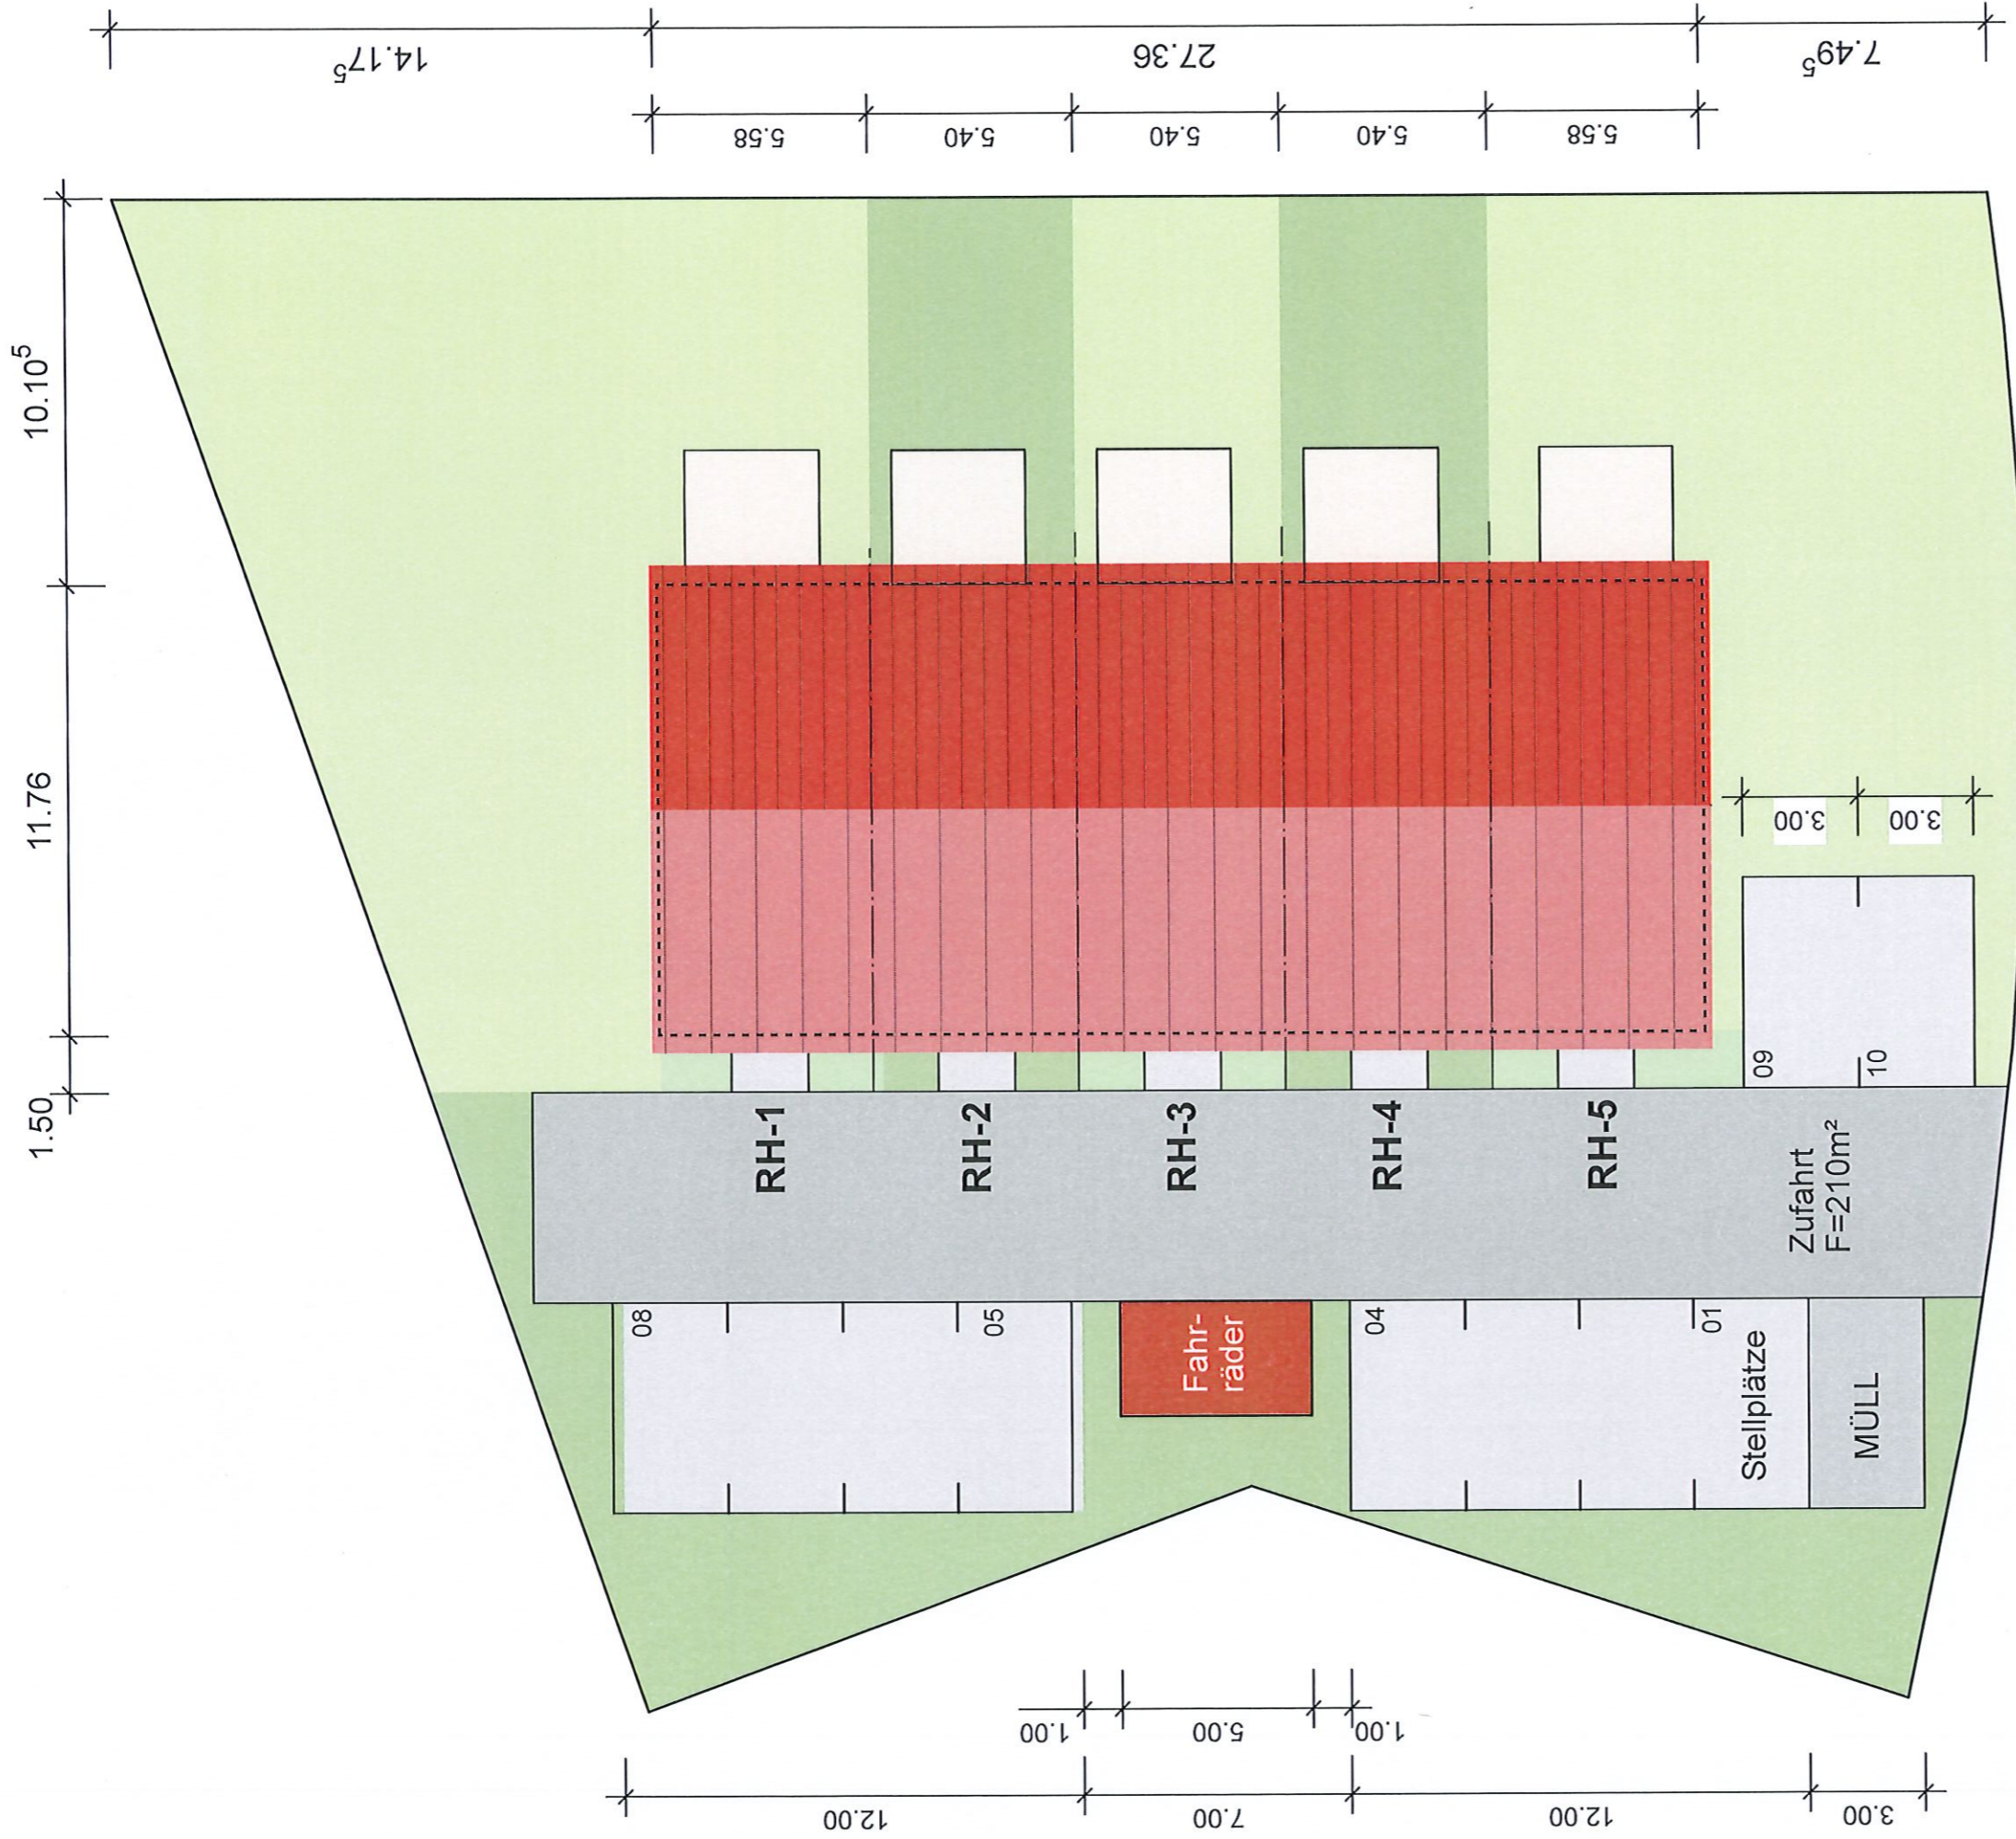 14.17⁵
27.36
7.49⁵
5.58
5.40
5.40
5.40
5.58
10.10⁵
11.76
1.50
3.00
3.00
09
10
RH-1
RH-2
RH-3
RH-4
RH-5
Zufahrt
F=210m²
08
05
Fahr-
räder
04
01
Stellplätze
MÜLL
1.00
5.00
1.00
12.00
7.00
12.00
3.00